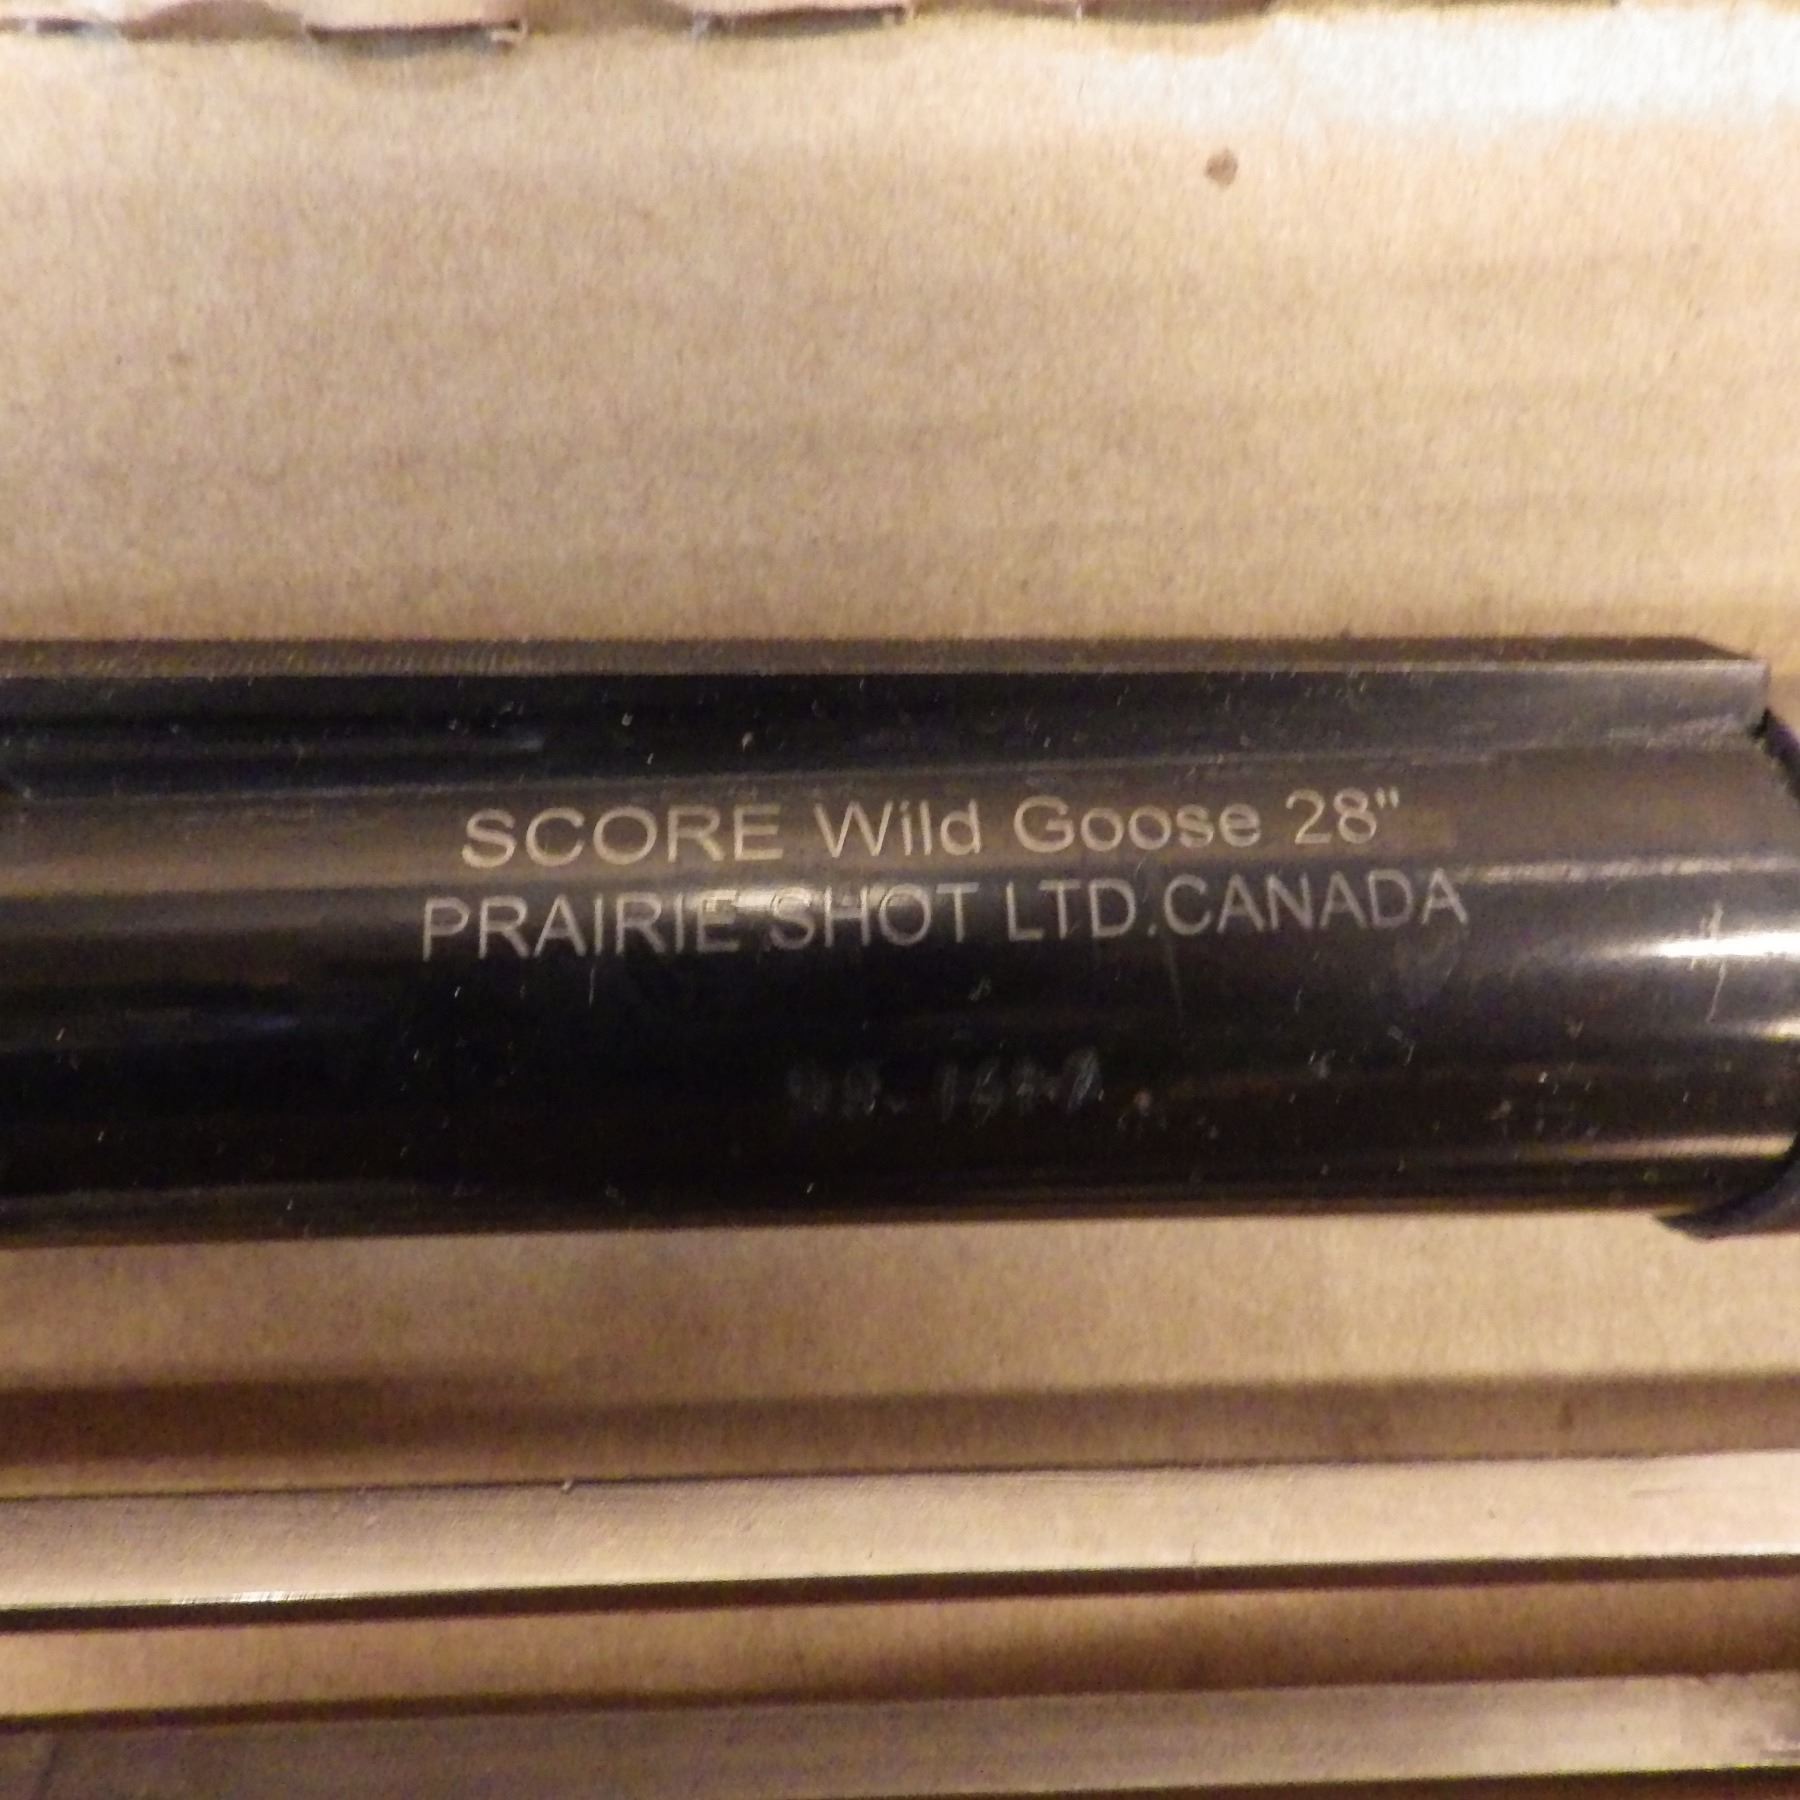 SCORE Wild Goose 28"
PRAIRIE SHOT LTD.CANADA